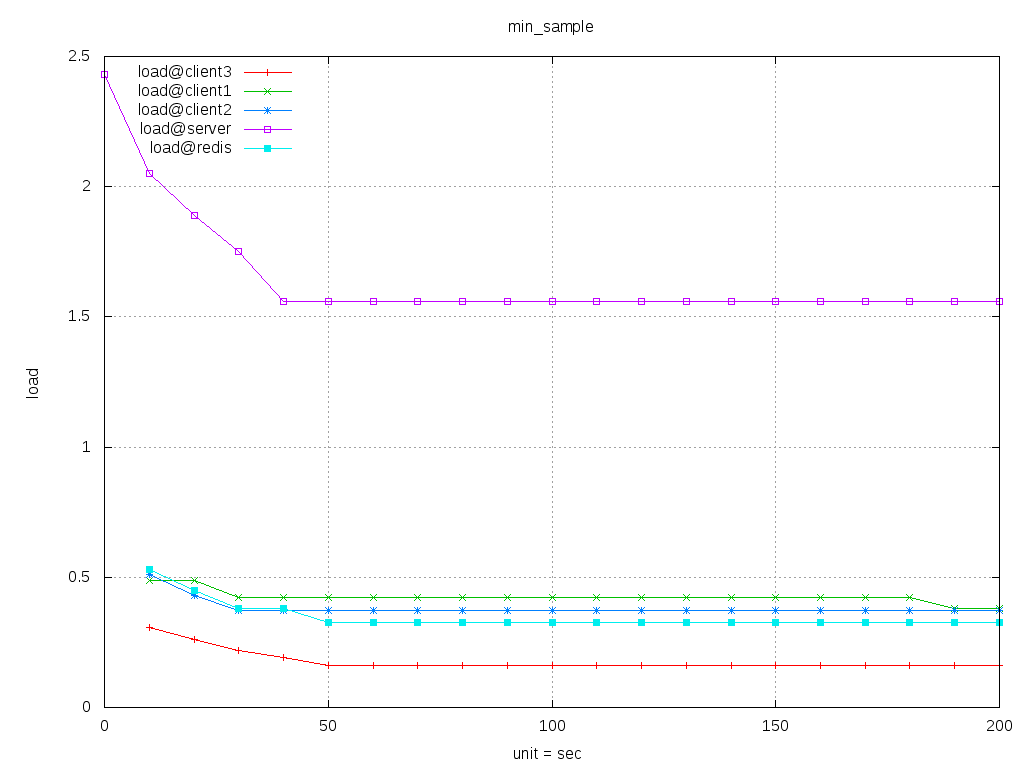 min_sample
2.5
2
1.5
1
0.5
0
load
load@client3
load@client1
load@client2
load@server
load@redis
0
50
100
150
200
unit = sec